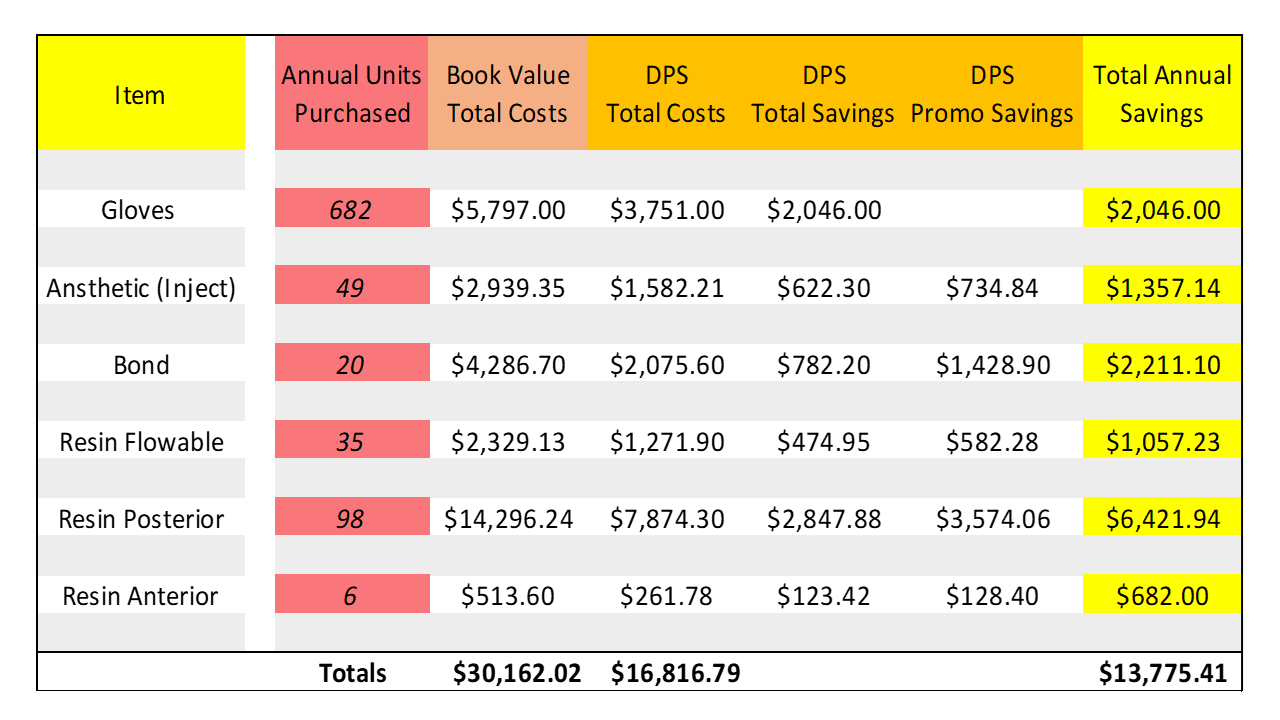 Item Annual Units Purchased Book Value Total Costs DPS Total Costs DPS Total Savings DPS Promo Savings Total Annual Savings
Gloves 682 $5,797.00 $3,751.00 $2,046.00 $2,046.00
Ansthetic (Inject) 49 $2,939.35 $1,582.21 $622.30 $734.84 $1,357.14
Bond 20 $4,286.70 $2,075.60 $782.20 $1,428.90 $2,211.10
Resin Flowable 35 $2,329.13 $1,271.90 $474.95 $582.28 $1,057.23
Resin Posterior 98 $14,296.24 $7,874.30 $2,847.88 $3,574.06 $6,421.94
Resin Anterior 6 $513.60 $261.78 $123.42 $128.40 $682.00
Totals $30,162.02 $16,816.79 $13,775.41